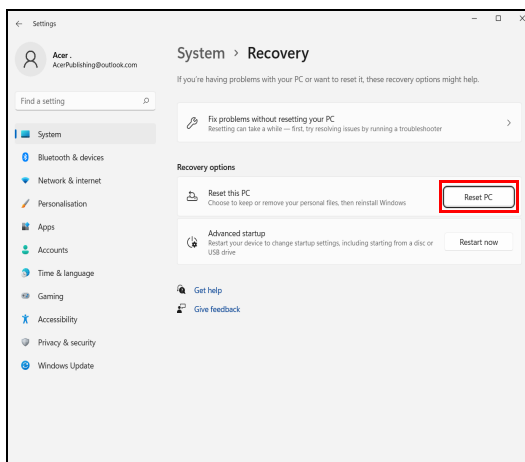 Settings
Acer .
AcerPublishing@outlook.com
Find a setting
System
Bluetooth & devices
Network & internet
Personalisation
Apps
Accounts
Time & language
Gaming
Accessibility
Privacy & security
Windows Update
System > Recovery
If you're having problems with your PC or want to reset it, these recovery options might help.
Fix problems without resetting your PC
Resetting can take a while — first, try resolving issues by running a troubleshooter
Recovery options
Reset this PC
Choose to keep or remove your personal files, then reinstall Windows
Reset PC
Advanced startup
Restart your device to change startup settings, including starting from a disc or
USB drive
Restart now
Get help
Give feedback